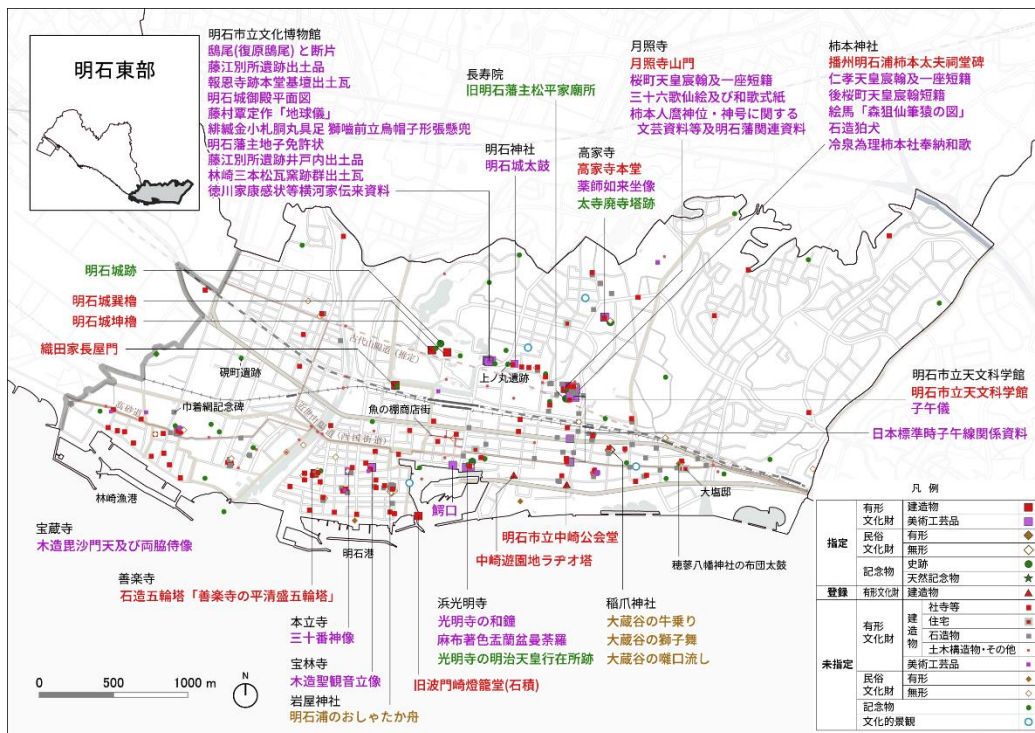 明石東部
明石市立文化博物館
鴟尾(復原鴟尾)と断片
藤江別所遺跡出土品
報恩寺跡本堂基壇出土瓦
明石城御殿平面図
藤村覃定作「地球儀」
緋縅金小札胴丸具足 獅噛前立烏帽子形張懸兜
明石藩主地子免許状
藤江別所遺跡井戸内出土品
林崎三本松瓦窯跡群出土瓦
徳川家康感状等横河家伝来資料
長寿院
旧明石藩主松平家廟所
明石神社
明石城太鼓
高家寺
高家寺本堂
薬師如来坐像
太寺廃寺塔跡
月照寺
月照寺山門
桜町天皇宸翰及一座短籍
三十六歌仙絵及び和歌式紙
柿本人麿神位・神号に関する
文芸資料等及明石藩関連資料
柿本神社
播州明石浦柿本太夫祠堂碑
仁孝天皇宸翰及一座短籍
後桜町天皇宸翰短籍
絵馬「森狙仙筆猿の図」
石造狛犬
冷泉為理柿本社奉納和歌
明石城跡
明石城巽櫓
明石城坤櫓
織田家長屋門
古代山陽道(推定)
硯町遺跡
上ノ丸遺跡
巾着網記念碑
魚の棚商店街
高砂道
近世山陽道(西国街道)
明石市立天文科学館
明石市立天文科学館
子午儀
日本標準時子午線関係資料
林崎漁港
大塩邸
鰐口
明石港
明石市立中崎公会堂
中崎遊園地ラヂオ塔
穂蓼八幡神社の布団太鼓
宝蔵寺
木造毘沙門天及び両脇侍像
善楽寺
石造五輪塔「善楽寺の平清盛五輪塔」
本立寺
三十番神像
宝林寺
木造聖観音立像
岩屋神社
明石浦のおしゃたか舟
浜光明寺
光明寺の和鐘
麻布著色盂蘭盆曼荼羅
光明寺の明治天皇行在所跡
旧波門崎燈籠堂(石積)
稲爪神社
大蔵谷の牛乗り
大蔵谷の獅子舞
大蔵谷の囃口流し
0 500 1000 m
N
凡 例
指定
有形文化財
建造物
美術工芸品
民俗文化財
有形
無形
記念物
史跡
天然記念物
登録
有形文化財
建造物
未指定
有形文化財
建造物
社寺等
住宅
石造物
土木構造物・その他
美術工芸品
民俗文化財
有形
無形
記念物
文化的景観